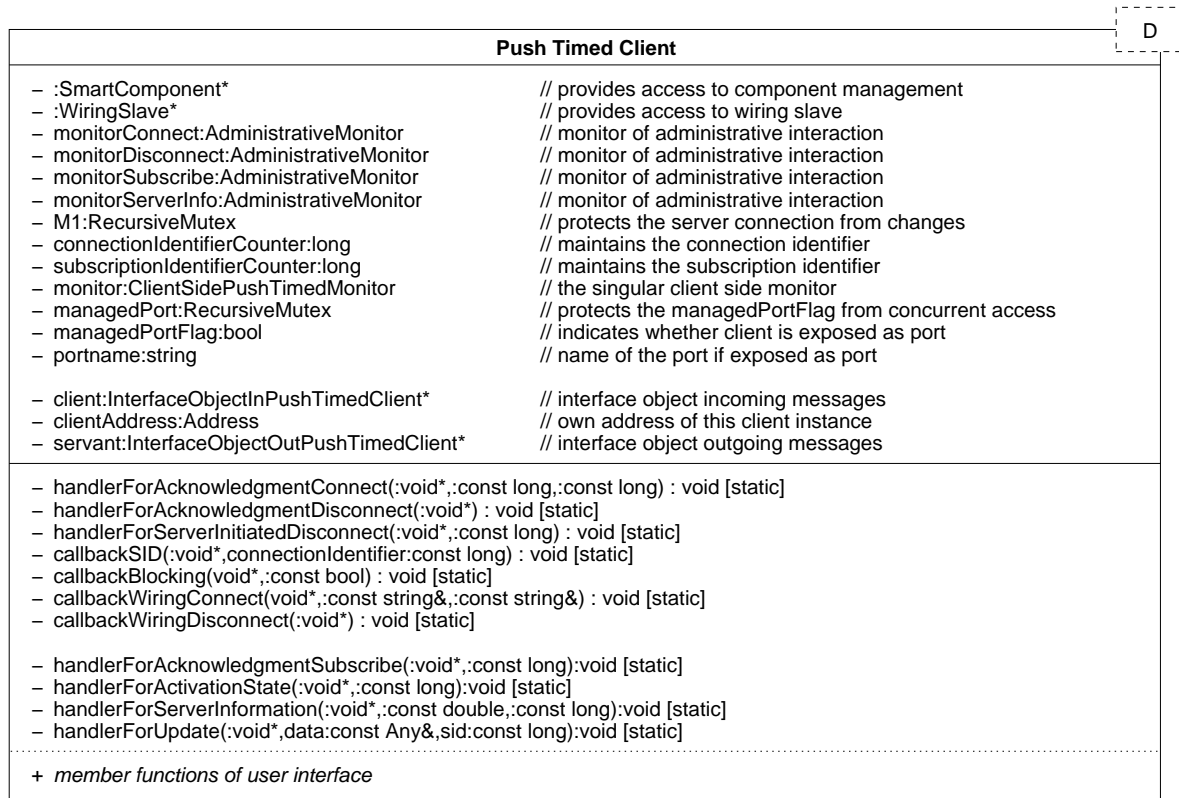 D
Push Timed Client
– :SmartComponent* // provides access to component management
– :WiringSlave* // provides access to wiring slave
– monitorConnect:AdministrativeMonitor // monitor of administrative interaction
– monitorDisconnect:AdministrativeMonitor // monitor of administrative interaction
– monitorSubscribe:AdministrativeMonitor // monitor of administrative interaction
– monitorServerInfo:AdministrativeMonitor // monitor of administrative interaction
– M1:RecursiveMutex // protects the server connection from changes
– connectionIdentifierCounter:long // maintains the connection identifier
– subscriptionIdentifierCounter:long // maintains the subscription identifier
– monitor:ClientSidePushTimedMonitor // the singular client side monitor
– managedPort:RecursiveMutex // protects the managedPortFlag from concurrent access
– managedPortFlag:bool // indicates whether client is exposed as port
– portname:string // name of the port if exposed as port
– client:InterfaceObjectInPushTimedClient* // interface object incoming messages
– clientAddress:Address // own address of this client instance
– servant:InterfaceObjectOutPushTimedClient* // interface object outgoing messages
– handlerForAcknowledgmentConnect(:void*,:const long,:const long) : void [static]
– handlerForAcknowledgmentDisconnect(:void*) : void [static]
– handlerForServerInitiatedDisconnect(:void*,:const long) : void [static]
– callbackSID(:void*,connectionIdentifier:const long) : void [static]
– callbackBlocking(void*,:const bool) : void [static]
– callbackWiringConnect(void*,:const string&,:const string&) : void [static]
– callbackWiringDisconnect(:void*) : void [static]
– handlerForAcknowledgmentSubscribe(:void*,:const long):void [static]
– handlerForActivationState(:void*,:const long):void [static]
– handlerForServerInformation(:void*,:const double,:const long):void [static]
– handlerForUpdate(:void*,data:const Any&,sid:const long):void [static]
+ member functions of user interface